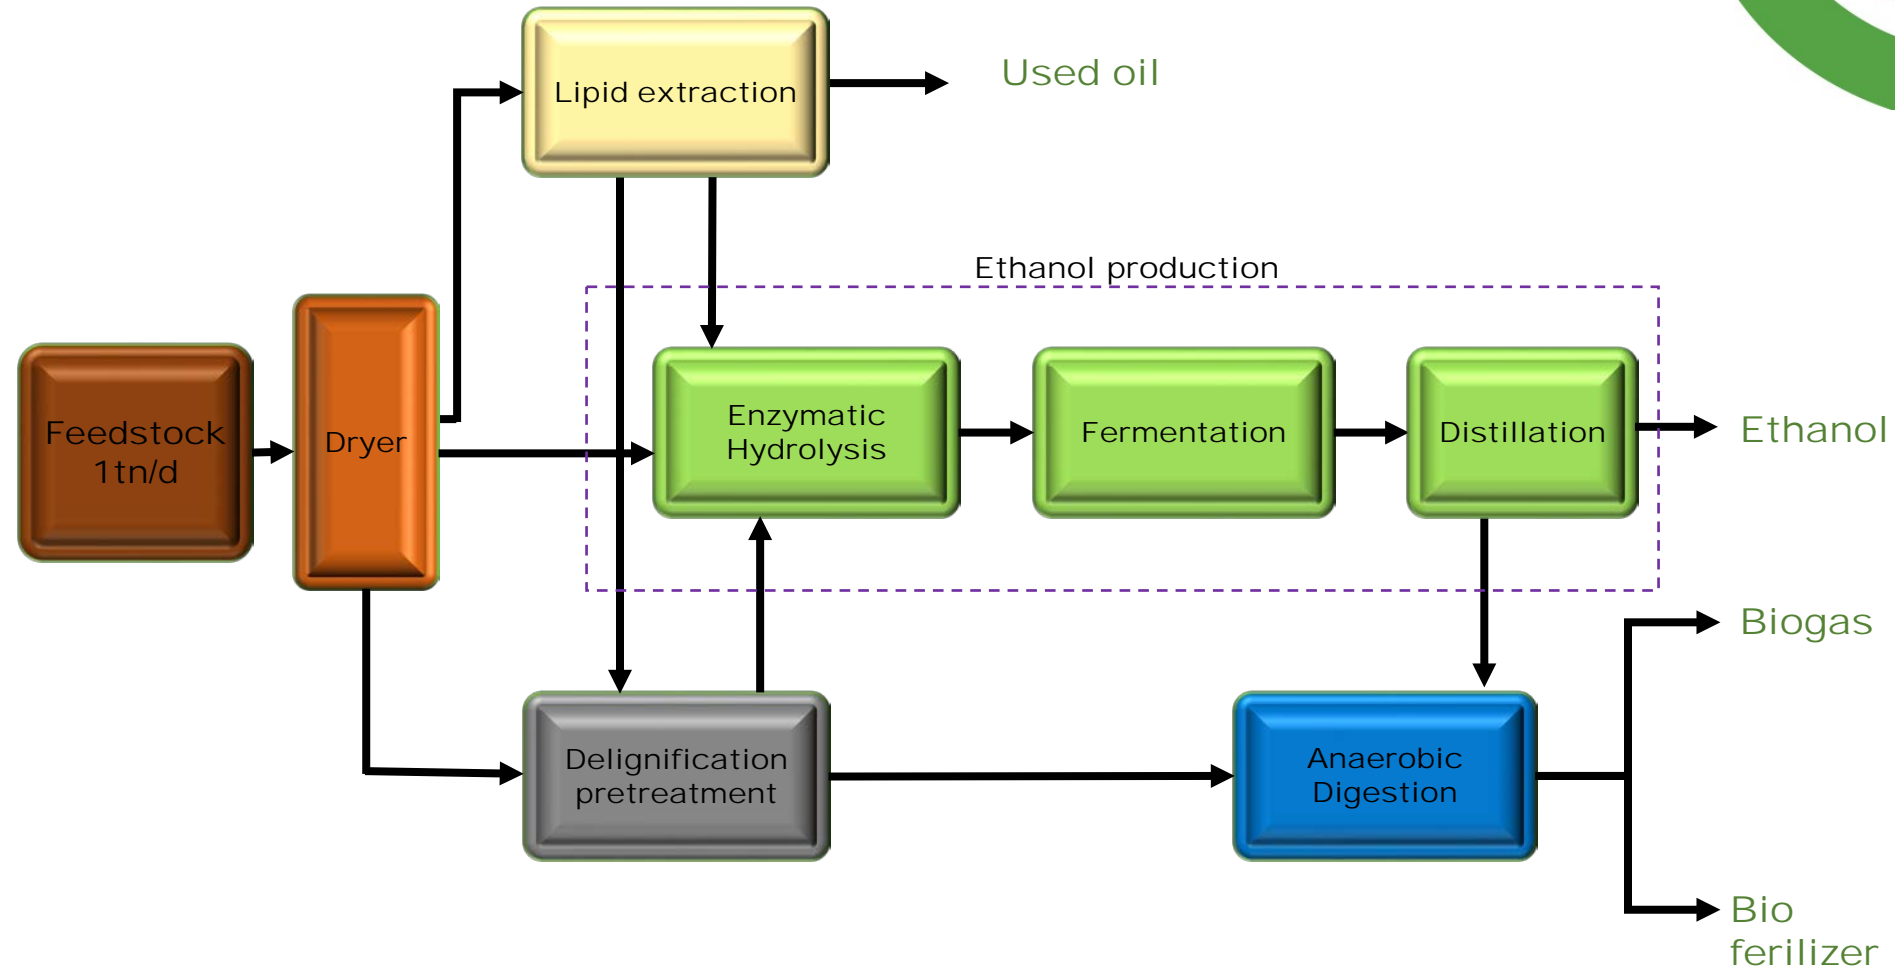 Lipid extraction
Used oil
Ethanol production
Feedstock
1tn/d
Dryer
Enzymatic
Hydrolysis
Fermentation
Distillation
Ethanol
Biogas
Delignification
pretreatment
Anaerobic
Digestion
Bio
ferilizer